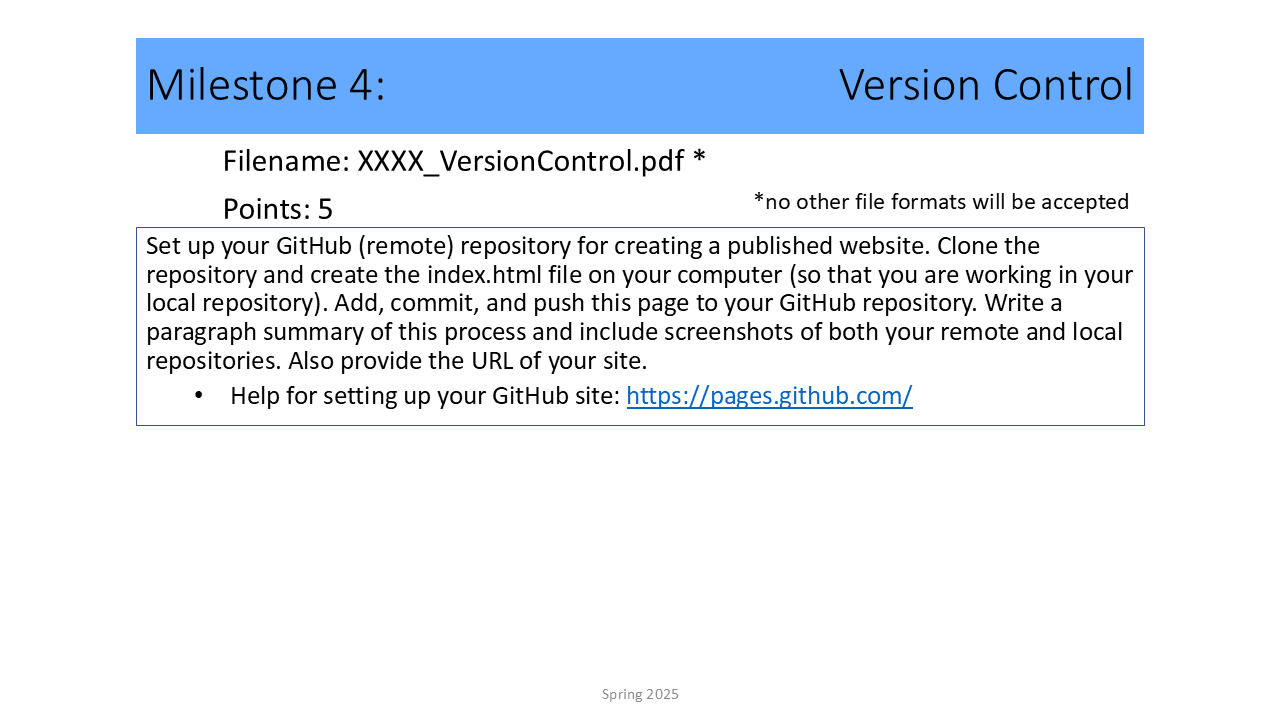 Milestone 4: Version Control
Filename: XXXX_VersionControl.pdf *
Points: 5
*no other file formats will be accepted
Set up your GitHub (remote) repository for creating a published website. Clone the
repository and create the index.html file on your computer (so that you are working in your
local repository). Add, commit, and push this page to your GitHub repository. Write a
paragraph summary of this process and include screenshots of both your remote and local
repositories. Also provide the URL of your site.
• Help for setting up your GitHub site: https://pages.github.com/
Spring 2025